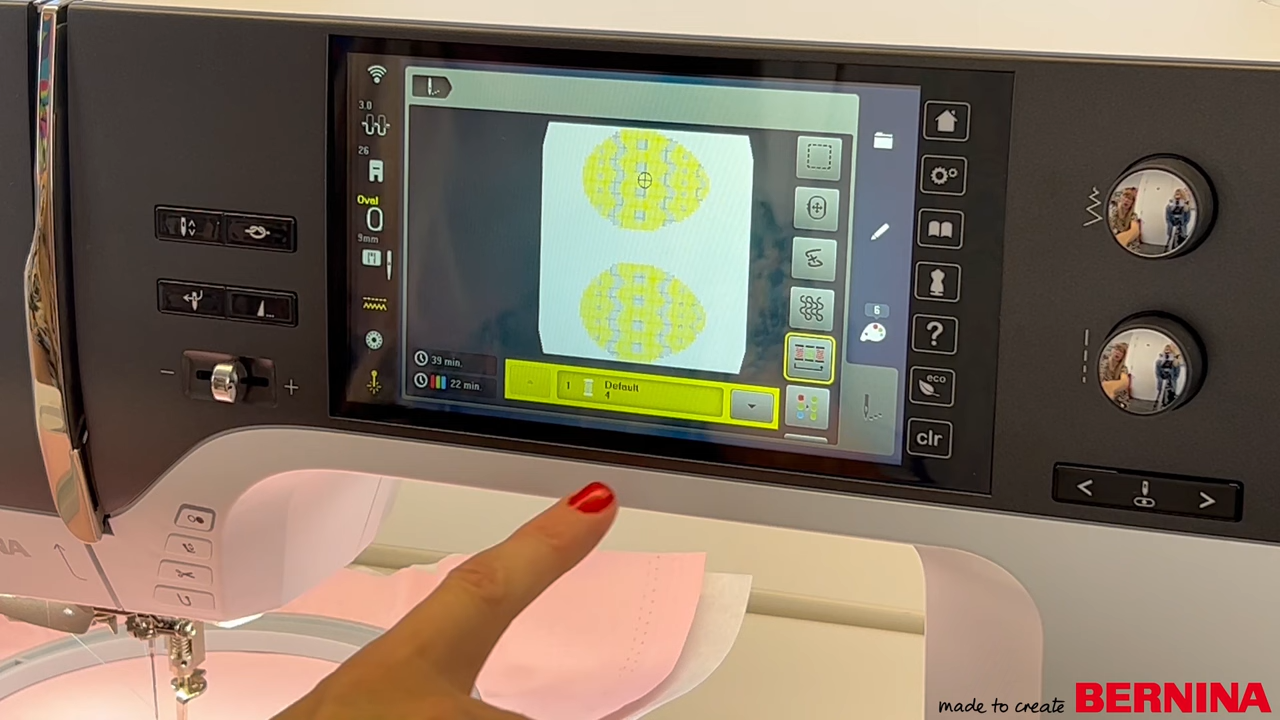 3.0
26
Oval
9mm
39 min.
22 min.
1 Default
4
6
?
eco
clr
− +
< >
NA
made to create BERNINA